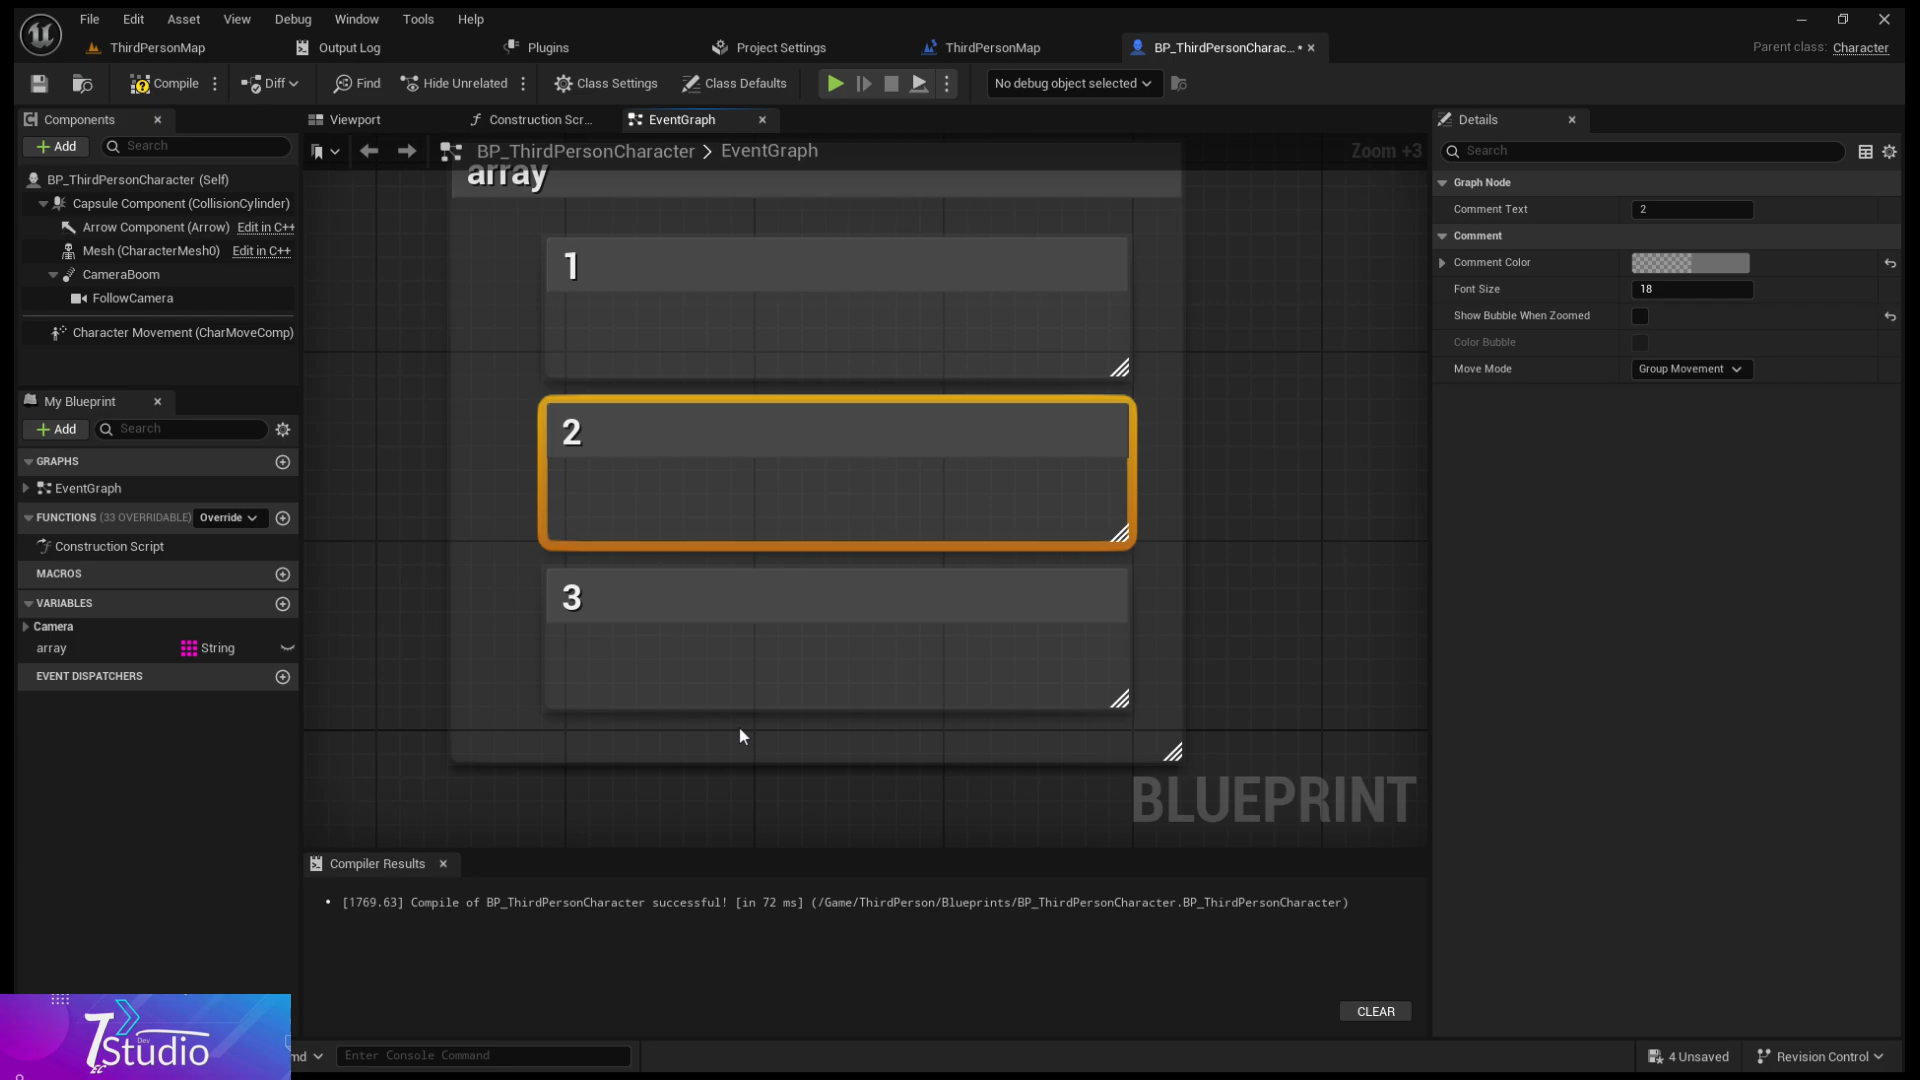 File Edit Asset View Debug Window Tools Help
ThirdPersonMap Output Log Plugins Project Settings ThirdPersonMap BP_ThirdPersonCharac... • Parent class: Character
Compile Diff Find Hide Unrelated Class Settings Class Defaults No debug object selected
Components Viewport Construction Scr... EventGraph Details
Add Search BP_ThirdPersonCharacter > EventGraph Zoom +3 Search
BP_ThirdPersonCharacter (Self)
Capsule Component (CollisionCylinder)
Arrow Component (Arrow) Edit in C++
Mesh (CharacterMesh0) Edit in C++
CameraBoom
FollowCamera
Character Movement (CharMoveComp)
My Blueprint
Add Search
GRAPHS
EventGraph
FUNCTIONS (33 OVERRIDABLE) Override
Construction Script
MACROS
VARIABLES
Camera
array String
EVENT DISPATCHERS
array
1
2
3
BLUEPRINT
Graph Node
Comment Text 2
Comment
Comment Color
Font Size 18
Show Bubble When Zoomed
Color Bubble
Move Mode Group Movement
Compiler Results
• [1769.63] Compile of BP_ThirdPersonCharacter successful! [in 72 ms] (/Game/ThirdPerson/Blueprints/BP_ThirdPersonCharacter.BP_ThirdPersonCharacter)
CLEAR
Dev
Studio
md Enter Console Command 4 Unsaved Revision Control